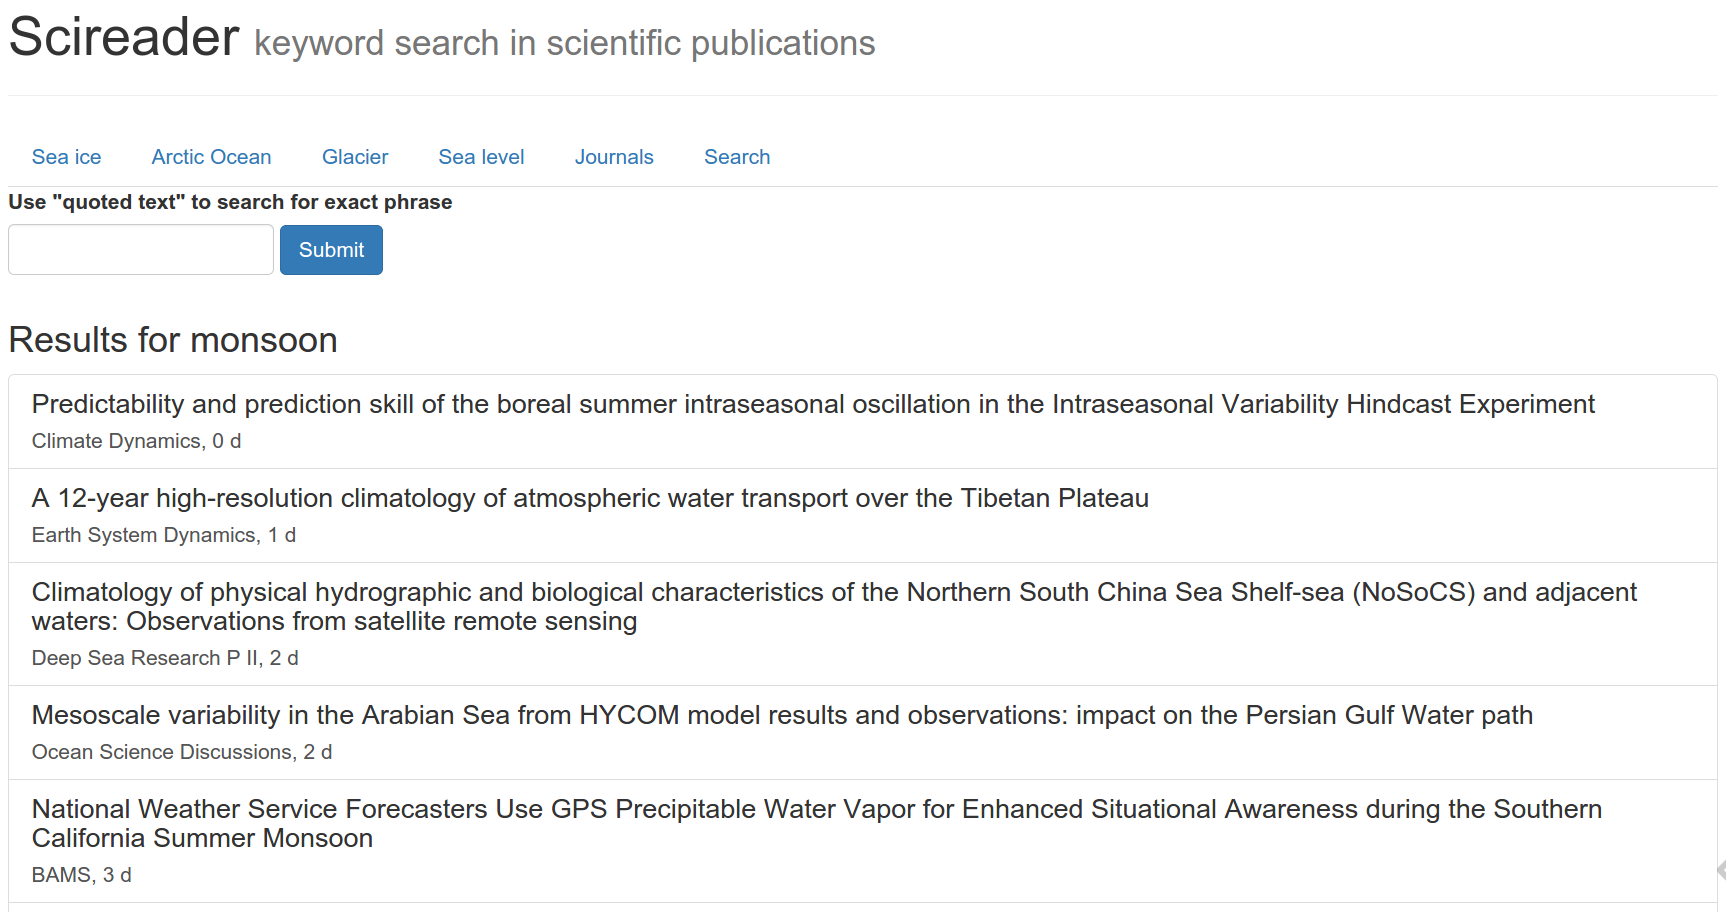 Scireader keyword search in scientific publications
Sea ice Arctic Ocean Glacier Sea level Journals Search
Use "quoted text" to search for exact phrase
Submit
Results for monsoon
Predictability and prediction skill of the boreal summer intraseasonal oscillation in the Intraseasonal Variability Hindcast Experiment
Climate Dynamics, 0 d
A 12-year high-resolution climatology of atmospheric water transport over the Tibetan Plateau
Earth System Dynamics, 1 d
Climatology of physical hydrographic and biological characteristics of the Northern South China Sea Shelf-sea (NoSoCS) and adjacent
waters: Observations from satellite remote sensing
Deep Sea Research P II, 2 d
Mesoscale variability in the Arabian Sea from HYCOM model results and observations: impact on the Persian Gulf Water path
Ocean Science Discussions, 2 d
National Weather Service Forecasters Use GPS Precipitable Water Vapor for Enhanced Situational Awareness during the Southern
California Summer Monsoon
BAMS, 3 d